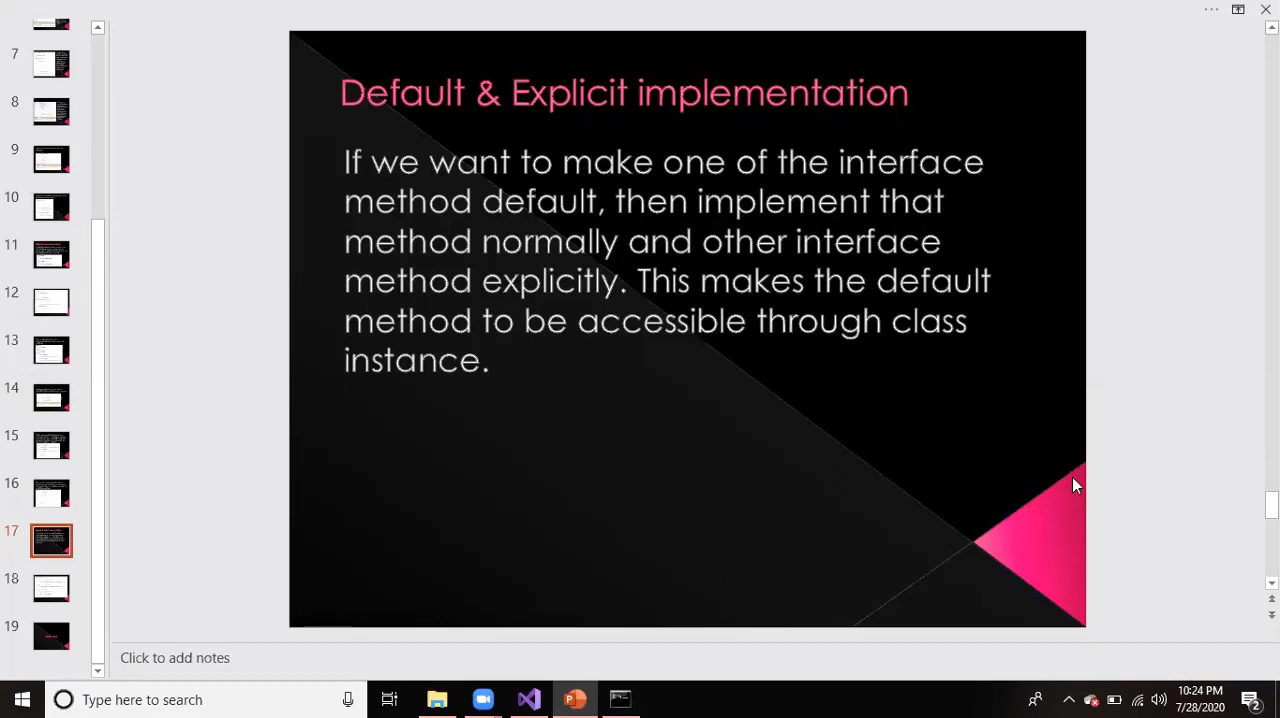 Default & Explicit implementation
If we want to make one of the interface
method default, then implement that
method normally and other interface
method explicitly. This makes the default
method to be accessible through class
instance.
7
10
11
12
13
14
15
16
17
18
19
Click to add notes
Type here to search
10:24 PM
7/28/2020
2